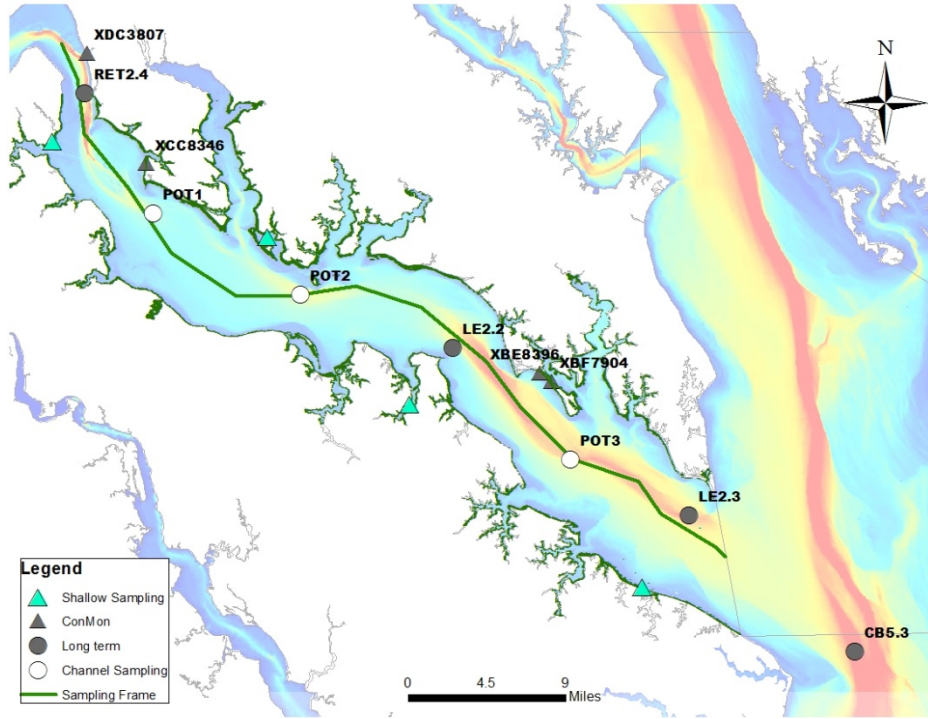 XDC3807
N
RET2.4
XCC8346
POT1
POT2
LE2.2
XBE8396
XBF7904
POT3
LE2.3
Legend
Shallow Sampling
ConMon
Long term
Channel Sampling
Sampling Frame
CB5.3
0 4.5 9
Miles